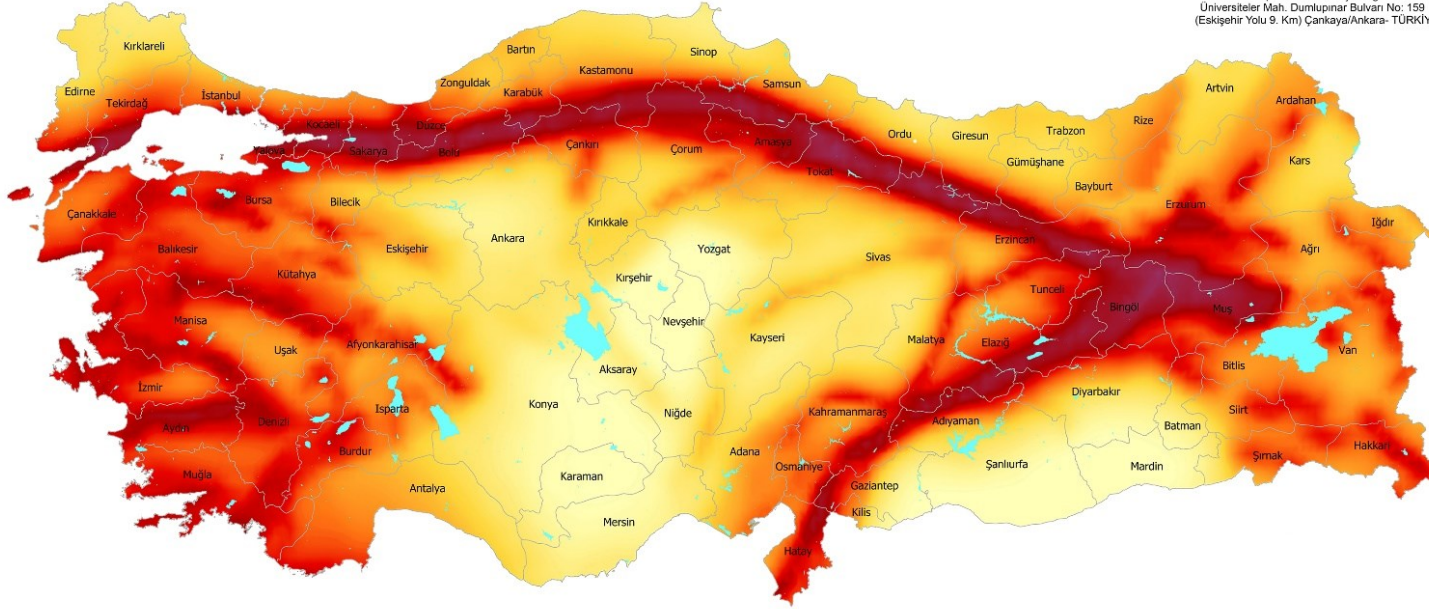 Üniversiteler Mah. Dumlupınar Bulvarı No: 159
(Eskişehir Yolu 9. Km) Çankaya/Ankara- TÜRKİY
Kırklareli
Edirne
Tekirdağ
İstanbul
Kocaeli
Yalova
Sakarya
Düzce
Bolu
Zonguldak
Bartın
Karabük
Kastamonu
Sinop
Samsun
Çankırı
Çorum
Amasya
Tokat
Ordu
Giresun
Trabzon
Rize
Artvin
Ardahan
Kars
Gümüşhane
Bayburt
Erzurum
Erzincan
Iğdır
Ağrı
Çanakkale
Bursa
Bilecik
Balıkesir
Kütahya
Eskişehir
Ankara
Kırıkkale
Kırşehir
Yozgat
Sivas
Tunceli
Bingöl
Muş
Manisa
Uşak
Afyonkarahisar
Nevşehir
Kayseri
Malatya
Elazığ
Bitlis
Van
İzmir
Aydın
Denizli
Isparta
Burdur
Konya
Aksaray
Niğde
Kahramanmaraş
Adıyaman
Diyarbakır
Batman
Siirt
Şırnak
Hakkari
Muğla
Antalya
Karaman
Mersin
Adana
Osmaniye
Gaziantep
Kilis
Şanlıurfa
Mardin
Hatay